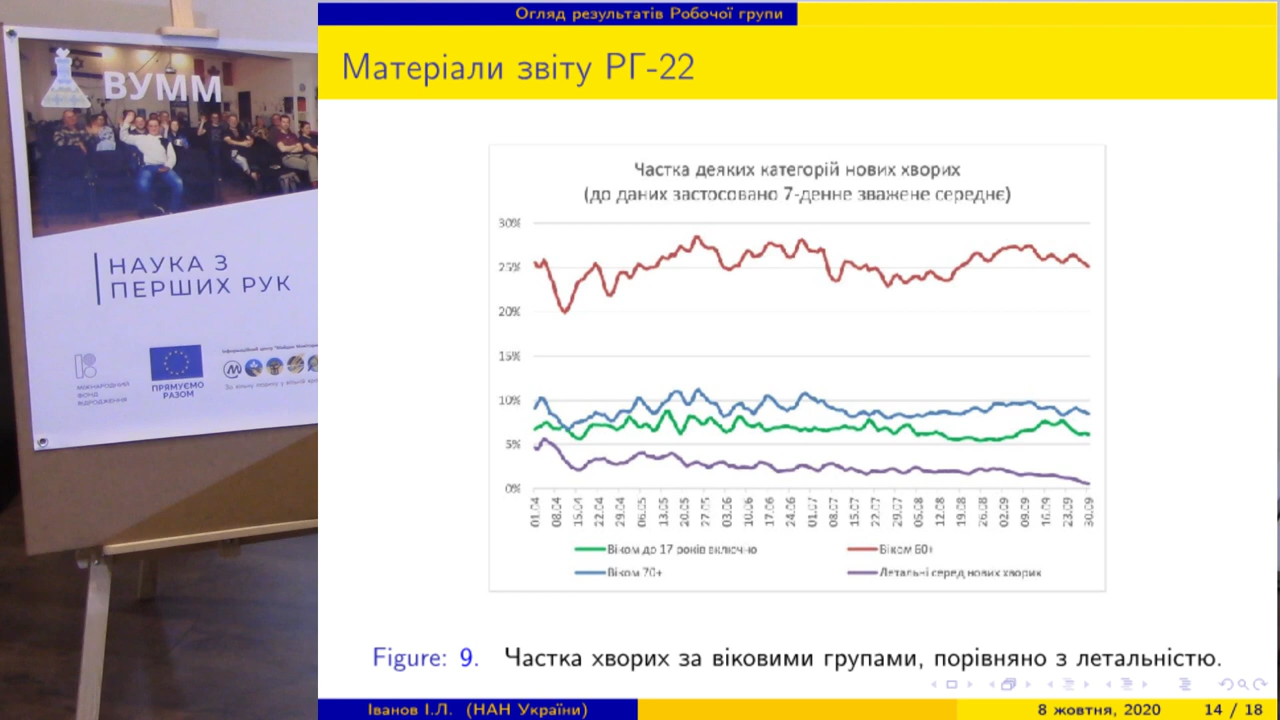 ВУММ
НАУКА З
ПЕРШИХ РУК
МІЖНАРОДНИЙ
ФОНД
ВІДРОДЖЕННЯ
ПРЯМУЄМО
РАЗОМ
Огляд результатів Робочої групи
Матеріали звіту РГ-22
Частка деяких категорій нових хворих
(до даних застосовано 7-денне зважене середнє)
30%
25%
20%
15%
10%
5%
0%
01.04 08.04 15.04 22.04 29.04 06.05 13.05 20.05 27.05 03.06 10.06 17.06 24.06 01.07 08.07 15.07 22.07 29.07 05.08 12.08 19.08 26.08 02.09 09.09 16.09 23.09 30.09
Віком до 17 років включно Віком 60+
Віком 70+ Летальні серед нових хворих
Figure: 9. Частка хворих за віковими групами, порівняно з летальністю.
Іванов І.Л. (НАН України) 8 жовтня, 2020 14 / 18